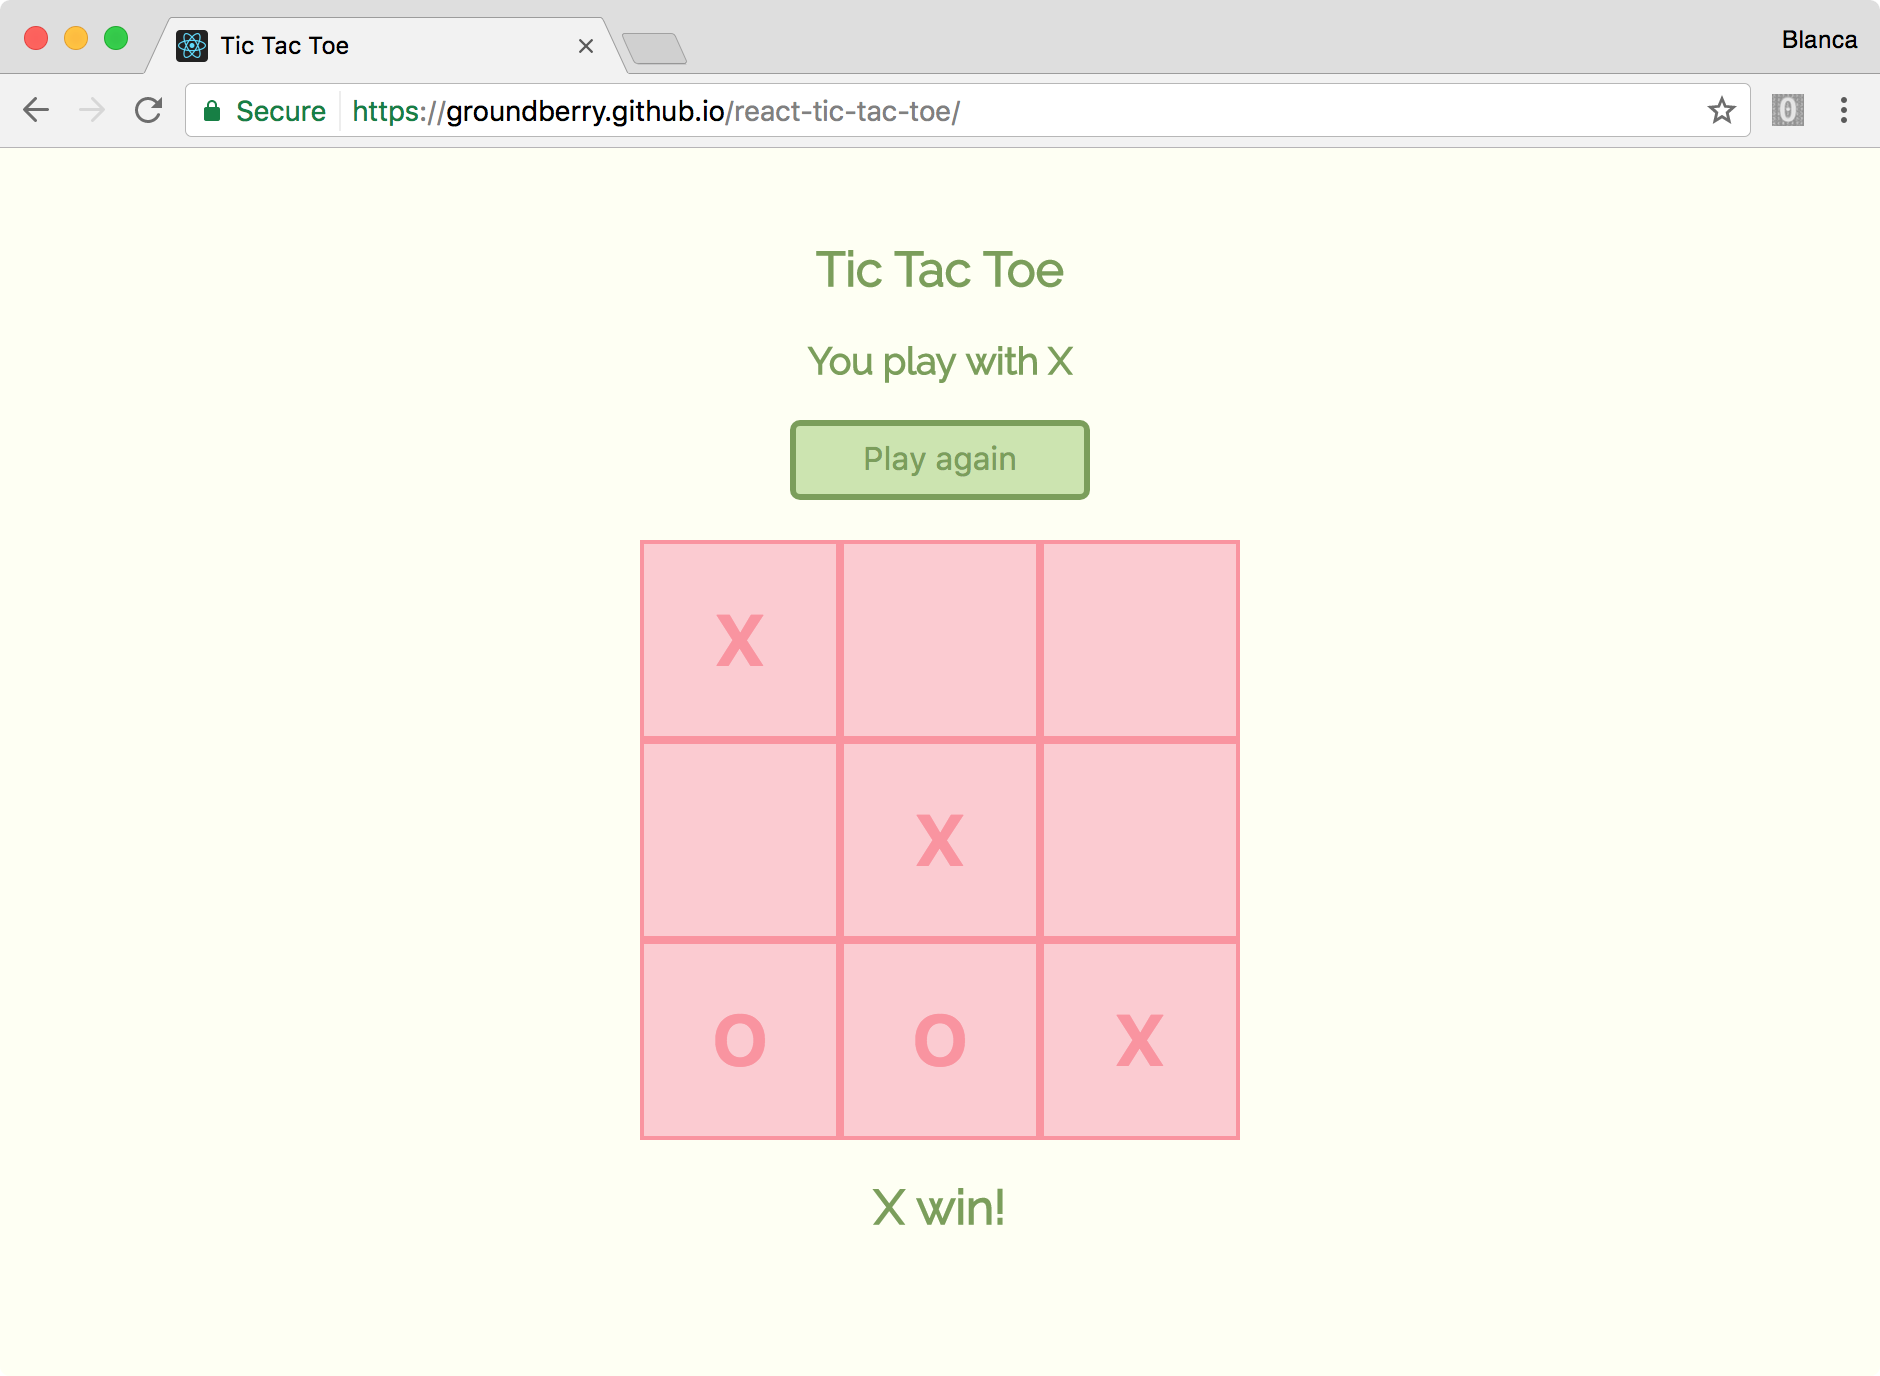 Tic Tac Toe
Blanca
Secure https://groundberry.github.io/react-tic-tac-toe/
0
Tic Tac Toe
You play with X
Play again
X
X
O O X
X win!